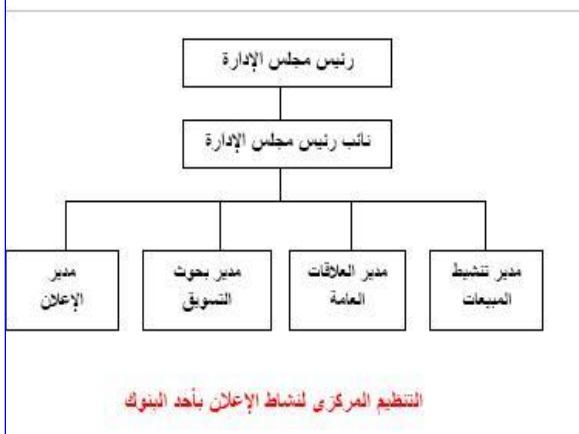 رئيس مجلس الإدارة
نائب رئيس مجلس الإدارة
مدير تنشيط
المبيعات
مدير العلاقات
العامة
مدير بحوث
التسويق
مدير
الإعلان
التنظيم المركزى لنشاط الإعلان بأحد البنوك